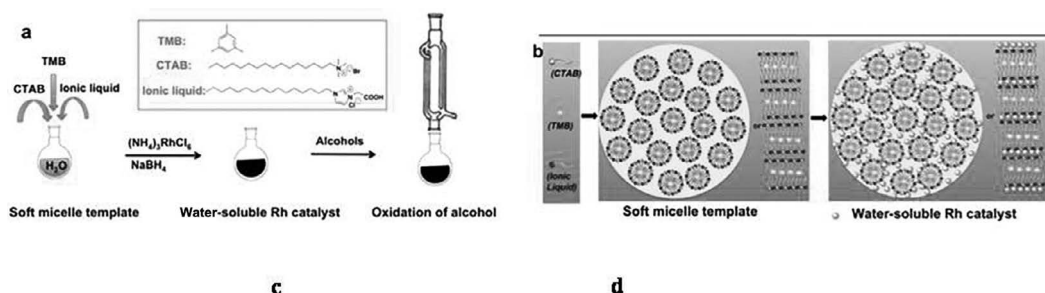 a
TMB:
CTAB:
Br
Ionic liquid:
COOH
Cl
TMB
CTAB
Ionic liquid
H₂O
(NH₄)₃RhCl₆
NaBH₄
Alcohols
Soft micelle template
Water-soluble Rh catalyst
Oxidation of alcohol
b
(CTAB)
(TMB)
(Ionic
Liquid)
or
or
Soft micelle template
Water-soluble Rh catalyst
c
d